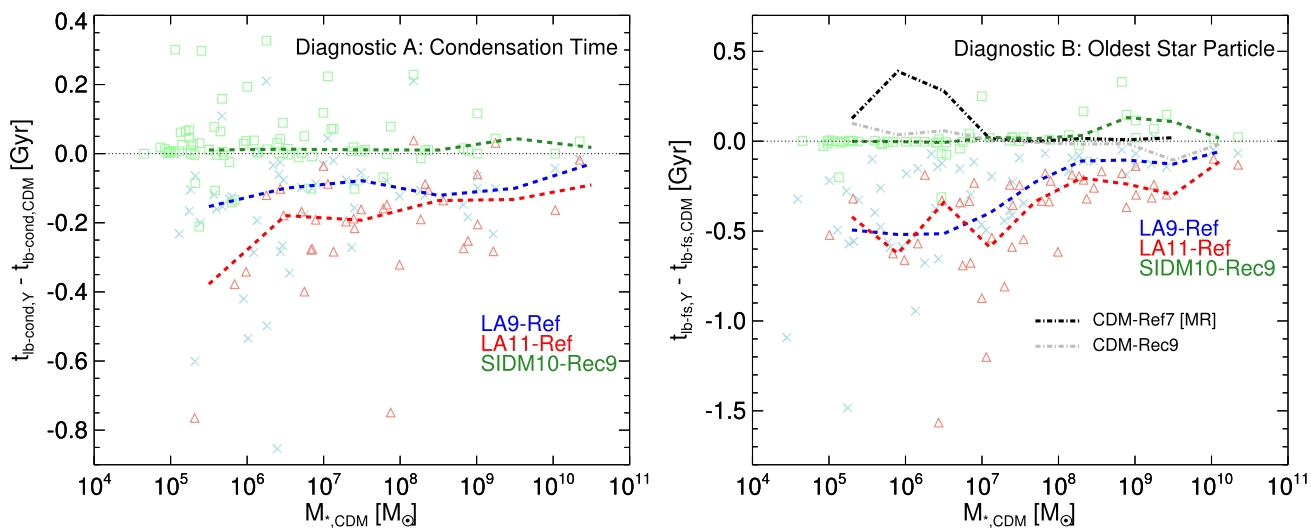 Diagnostic A: Condensation Time
0.4
0.2
0.0
-0.2
-0.4
-0.6
-0.8
t_lb-cond,Y - t_lb-cond,CDM [Gyr]
LA9-Ref
LA11-Ref
SIDM10-Rec9
10^4 10^5 10^6 10^7 10^8 10^9 10^10 10^11
M_*,CDM [M_⊙]
Diagnostic B: Oldest Star Particle
0.5
0.0
-0.5
-1.0
-1.5
t_lb-fs,Y - t_lb-fs,CDM [Gyr]
LA9-Ref
LA11-Ref
SIDM10-Rec9
CDM-Ref7 [MR]
CDM-Rec9
10^4 10^5 10^6 10^7 10^8 10^9 10^10 10^11
M_*,CDM [M_⊙]